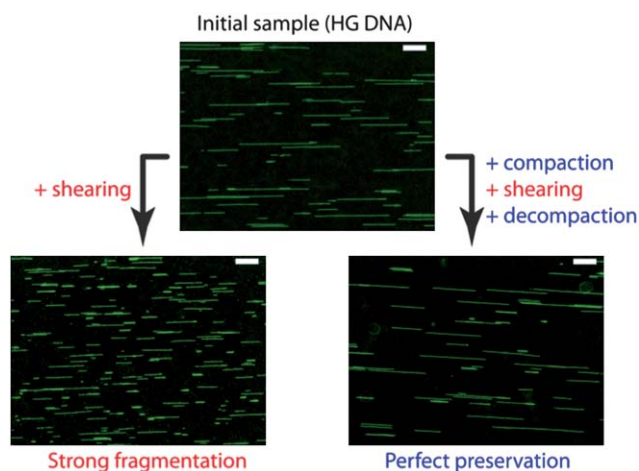 Initial sample (HG DNA)
+ shearing
+ compaction
+ shearing
+ decompaction
Strong fragmentation
Perfect preservation